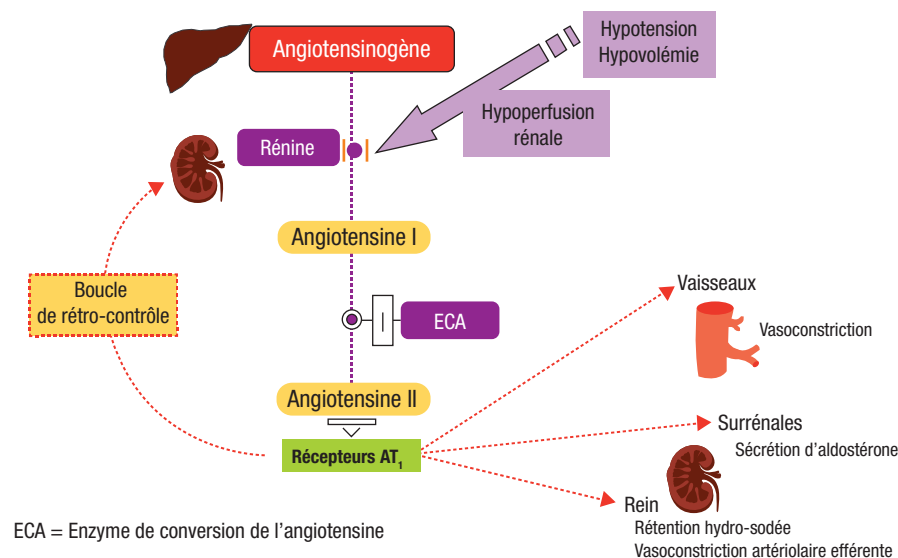 Angiotensinogène
Hypotension
Hypovolémie
Hypoperfusion
rénale
Rénine
Angiotensine I
Boucle
de rétro-contrôle
ECA
Vaisseaux
Vasoconstriction
Angiotensine II
Récepteurs AT₁
Surrénales
Sécrétion d’aldostérone
Rein
Rétention hydro-sodée
Vasoconstriction artériolaire efférente
ECA = Enzyme de conversion de l’angiotensine